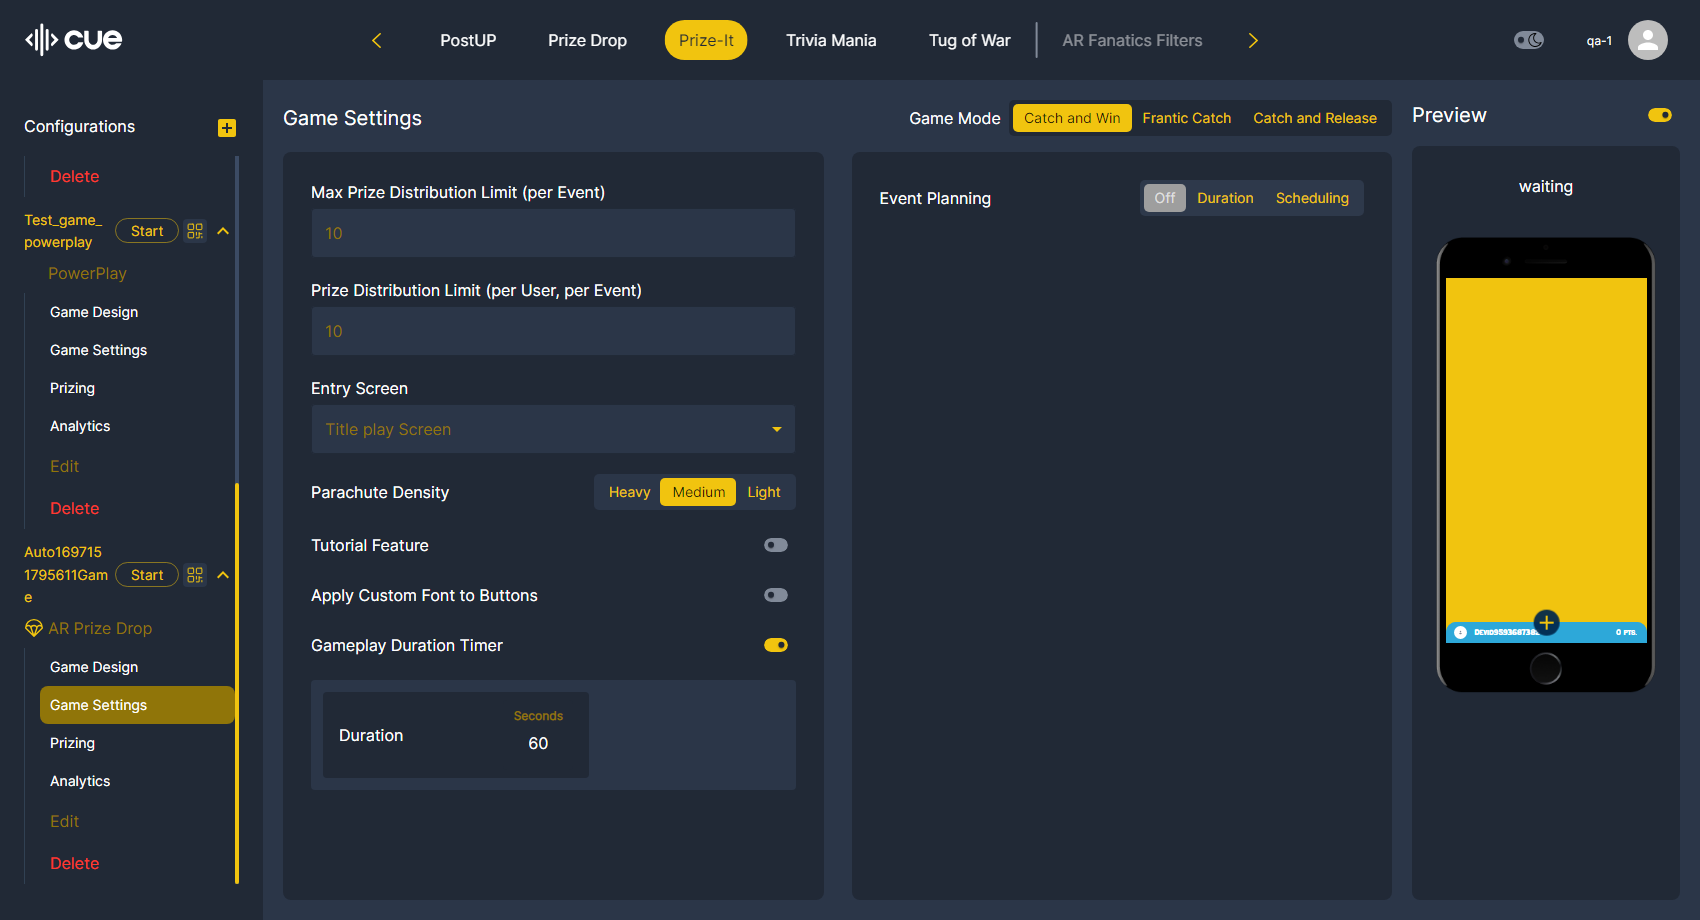 cue
PostUP
Prize Drop
Prize-It
Trivia Mania
Tug of War
AR Fanatics Filters
qa-1
Configurations
Delete
Test_game_
powerplay
Start
PowerPlay
Game Design
Game Settings
Prizing
Analytics
Edit
Delete
Auto169715
1795611Gam
e
Start
AR Prize Drop
Game Design
Game Settings
Prizing
Analytics
Edit
Delete
Game Settings
Game Mode
Catch and Win
Frantic Catch
Catch and Release
Max Prize Distribution Limit (per Event)
10
Prize Distribution Limit (per User, per Event)
10
Entry Screen
Title play Screen
Parachute Density
Heavy
Medium
Light
Tutorial Feature
Apply Custom Font to Buttons
Gameplay Duration Timer
Duration
Seconds
60
Event Planning
Off
Duration
Scheduling
Preview
waiting
0 PTS.